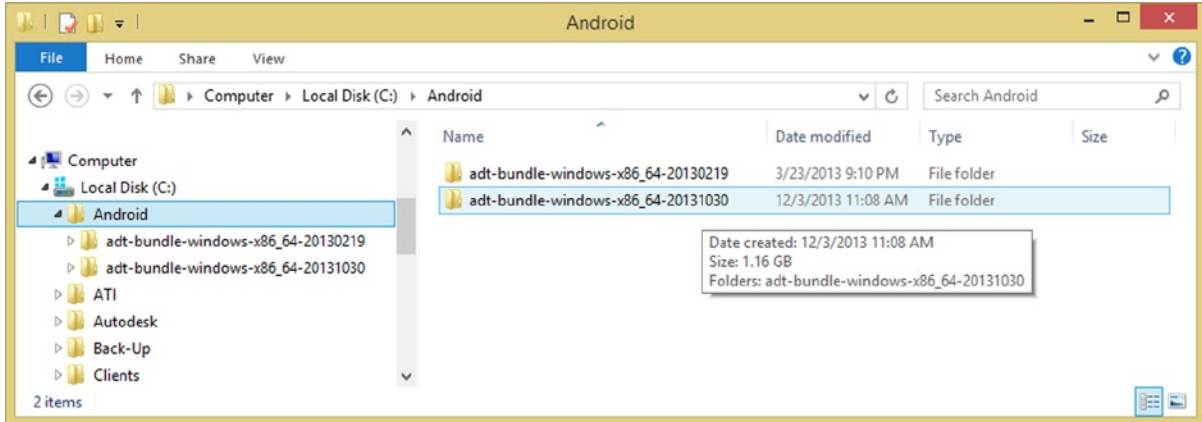 Android
File Home Share View
Computer Local Disk (C:) Android Search Android
Name Date modified Type Size
Computer
Local Disk (C:)
Android
adt-bundle-windows-x86_64-20130219
adt-bundle-windows-x86_64-20131030
ATI
Autodesk
Back-Up
Clients
adt-bundle-windows-x86_64-20130219 3/23/2013 9:10 PM File folder
adt-bundle-windows-x86_64-20131030 12/3/2013 11:08 AM File folder
Date created: 12/3/2013 11:08 AM
Size: 1.16 GB
Folders: adt-bundle-windows-x86_64-20131030
2 items